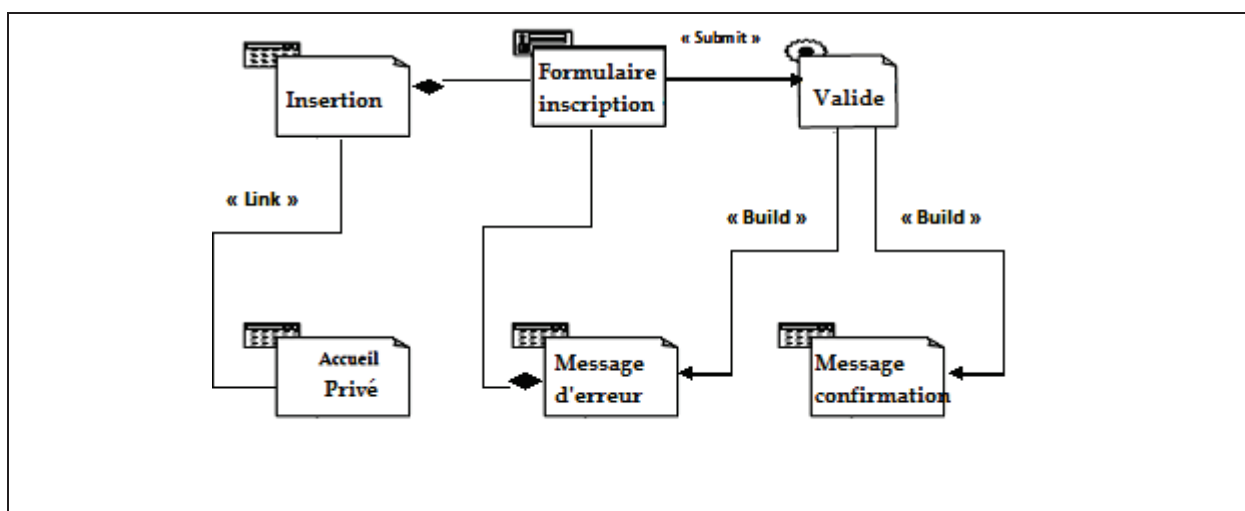 « Submit »
Formulaire
inscription
Insertion
Valide
« Link »
« Build »
« Build »
Accueil
Privé
Message
d'erreur
Message
confirmation